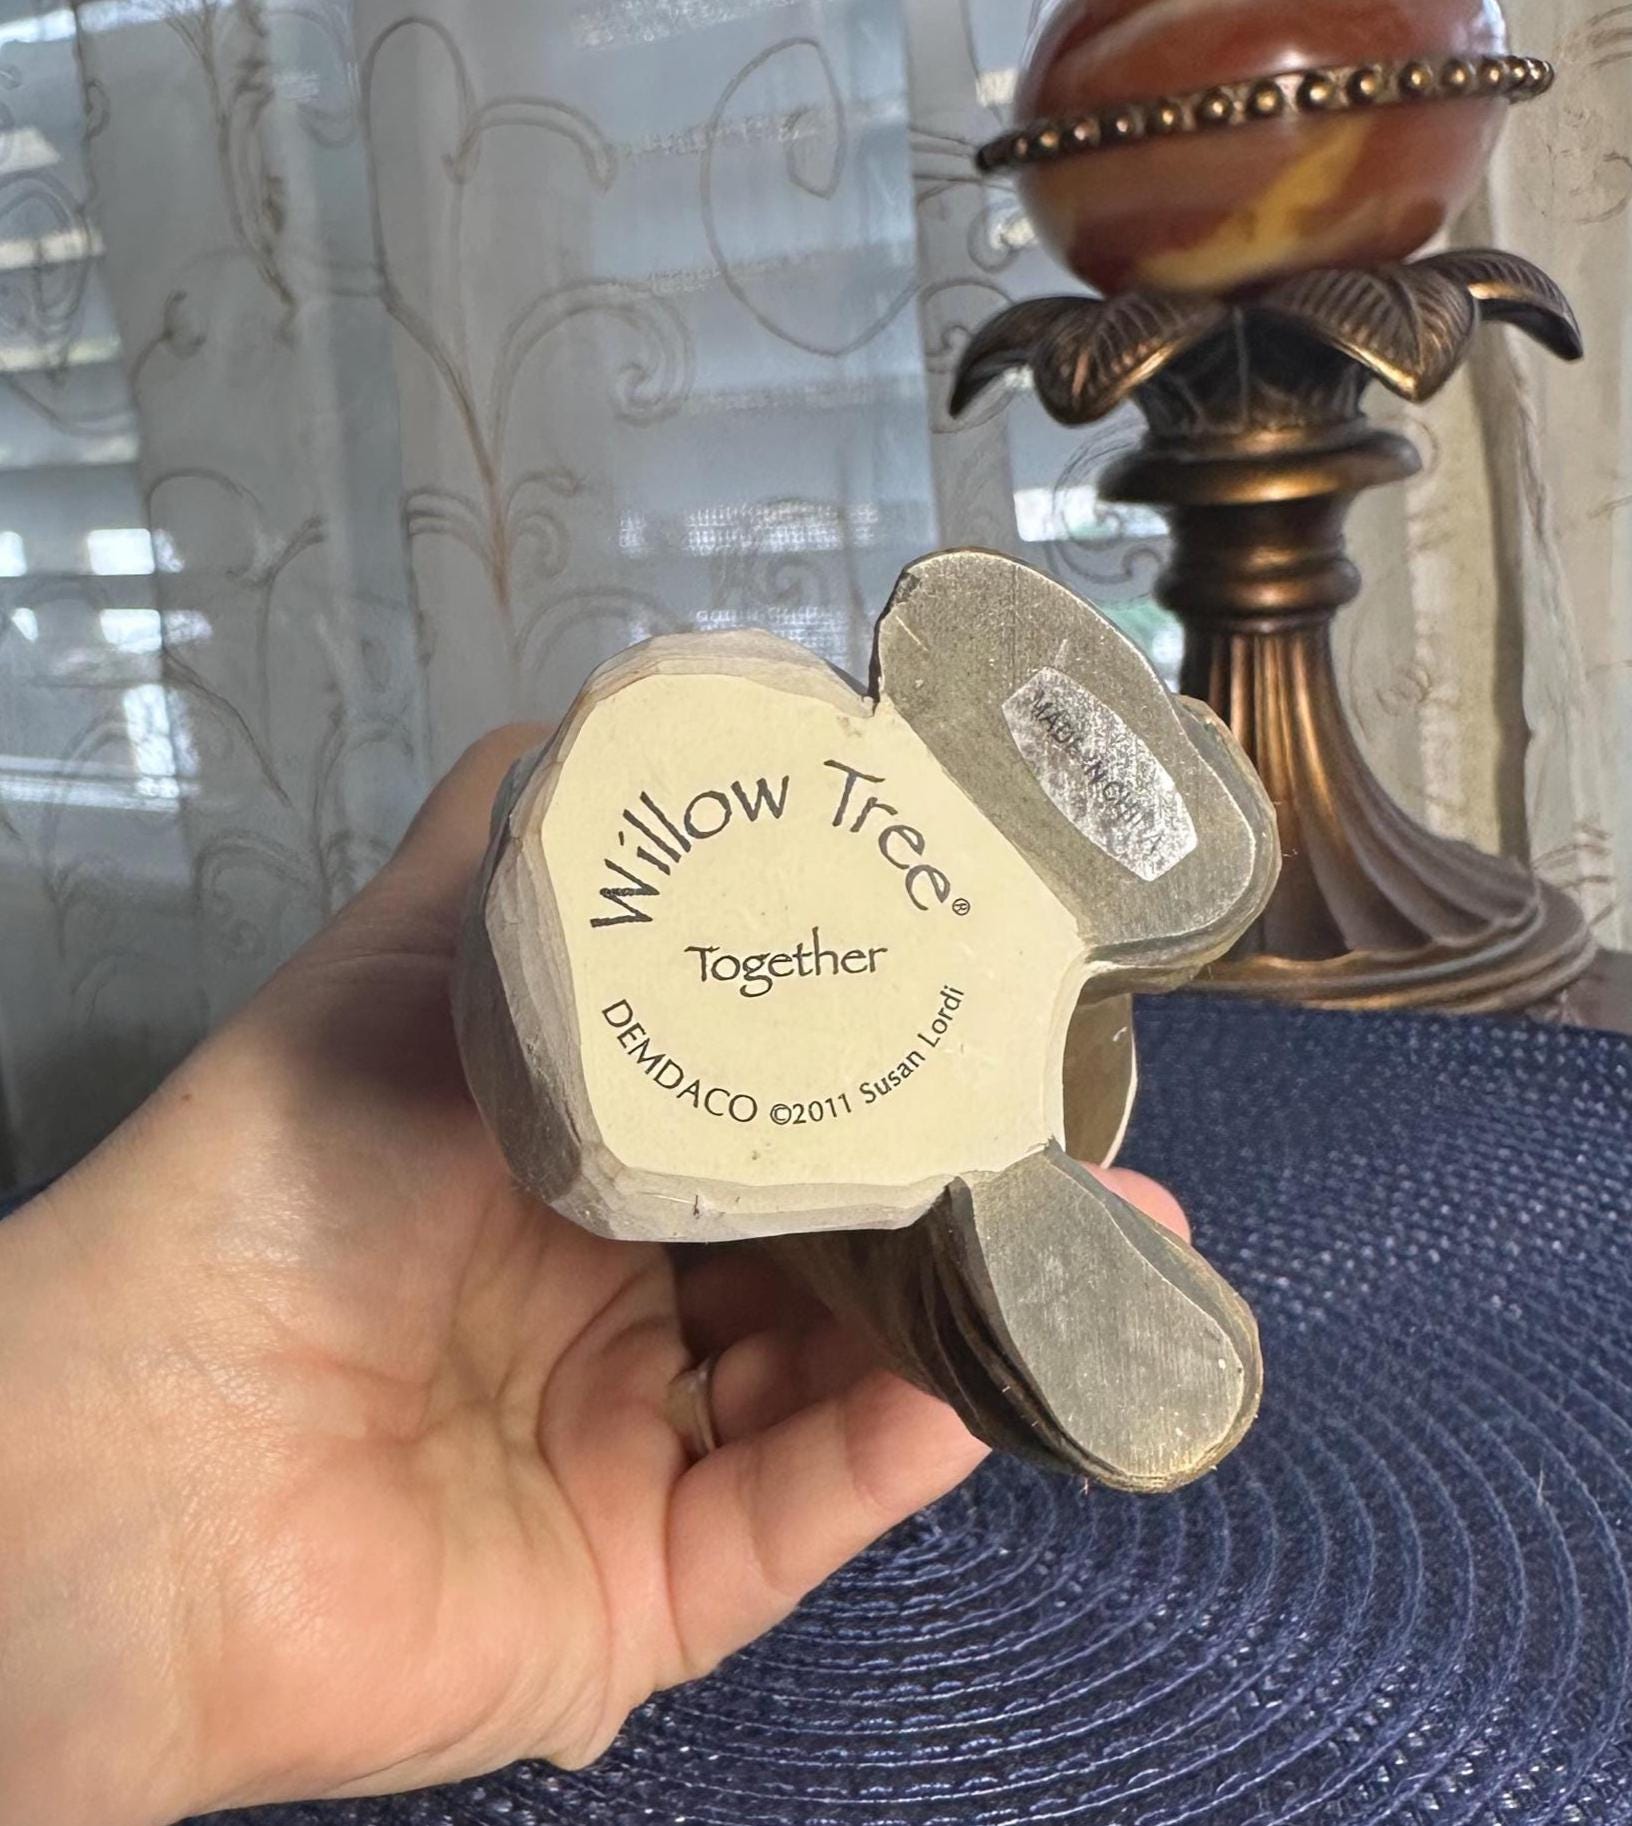 Willow Tree®
Together
DEMDACO ©2011 Susan Lordi
MADE IN CHINA